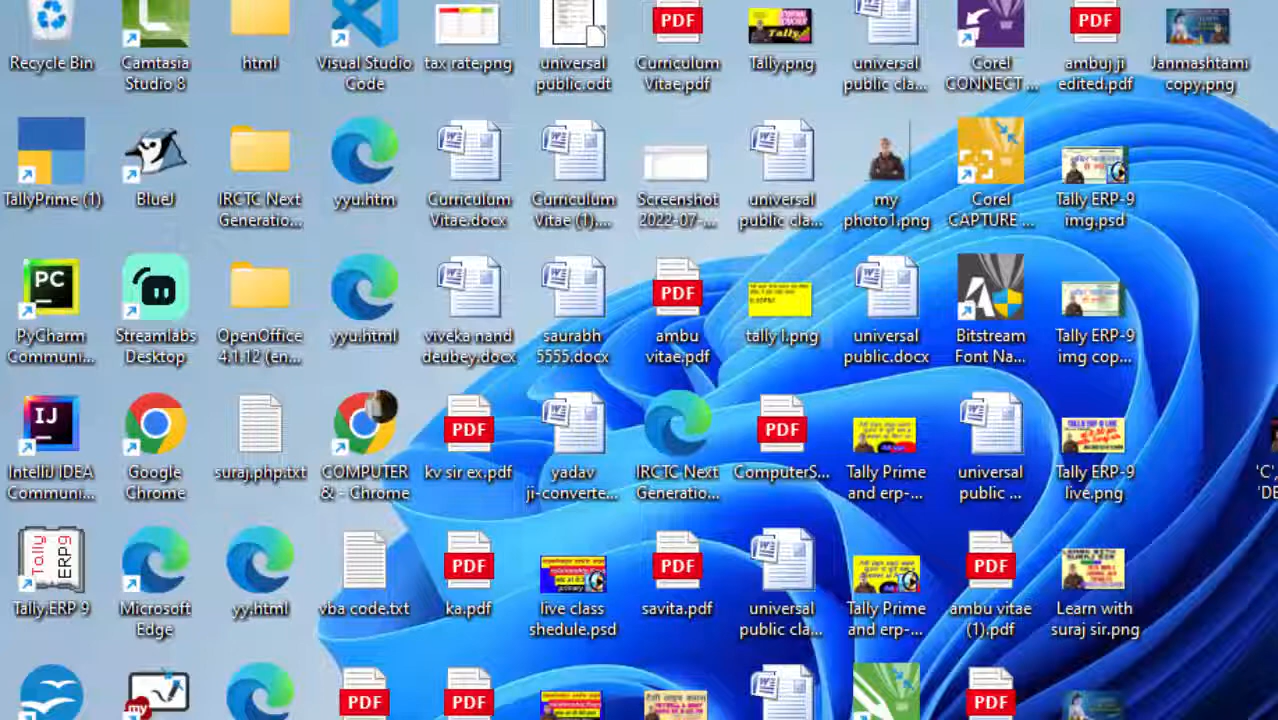 Recycle Bin
Camtasia
Studio 8
html
Visual Studio
Code
tax rate.png
universal
public.odt
PDF
Curriculum
Vitae.pdf
Tally
Tally.png
universal
public cla...
Corel
CONNECT ...
PDF
ambuj ji
edited.pdf
Janmashtami
copy.png
TallyPrime (1)
BlueJ
IRCTC Next
Generatio...
yyu.htm
Curriculum
Vitae.docx
Curriculum
Vitae (1)....
Screenshot
2022-07-...
universal
public cla...
my
photo1.png
Corel
CAPTURE ...
Tally ERP-9
img.psd
PC
PyCharm
Communi...
Streamlabs
Desktop
OpenOffice
4.1.12 (en...
yyu.html
viveka nand
deubey.docx
saurabh
5555.docx
PDF
ambu
vitae.pdf
tally l.png
universal
public.docx
Bitstream
Font Na...
Tally ERP-9
img cop...
IJ
IntelliJ IDEA
Communi...
Google
Chrome
suraj.php.txt
COMPUTER
& - Chrome
PDF
kv sir ex.pdf
yadav
ji-converte...
IRCTC Next
Generatio...
PDF
ComputerS...
Tally Prime
and erp-...
universal
public ...
Tally ERP-9
live.png
'C',
'DE
Tally
ERP9
Tally.ERP 9
Microsoft
Edge
yy.html
vba code.txt
PDF
ka.pdf
live class
shedule.psd
PDF
savita.pdf
universal
public cla...
Tally Prime
and erp-...
PDF
ambu vitae
(1).pdf
LEARN WITH
Learn with
suraj sir.png
my
PDF
PDF
PDF